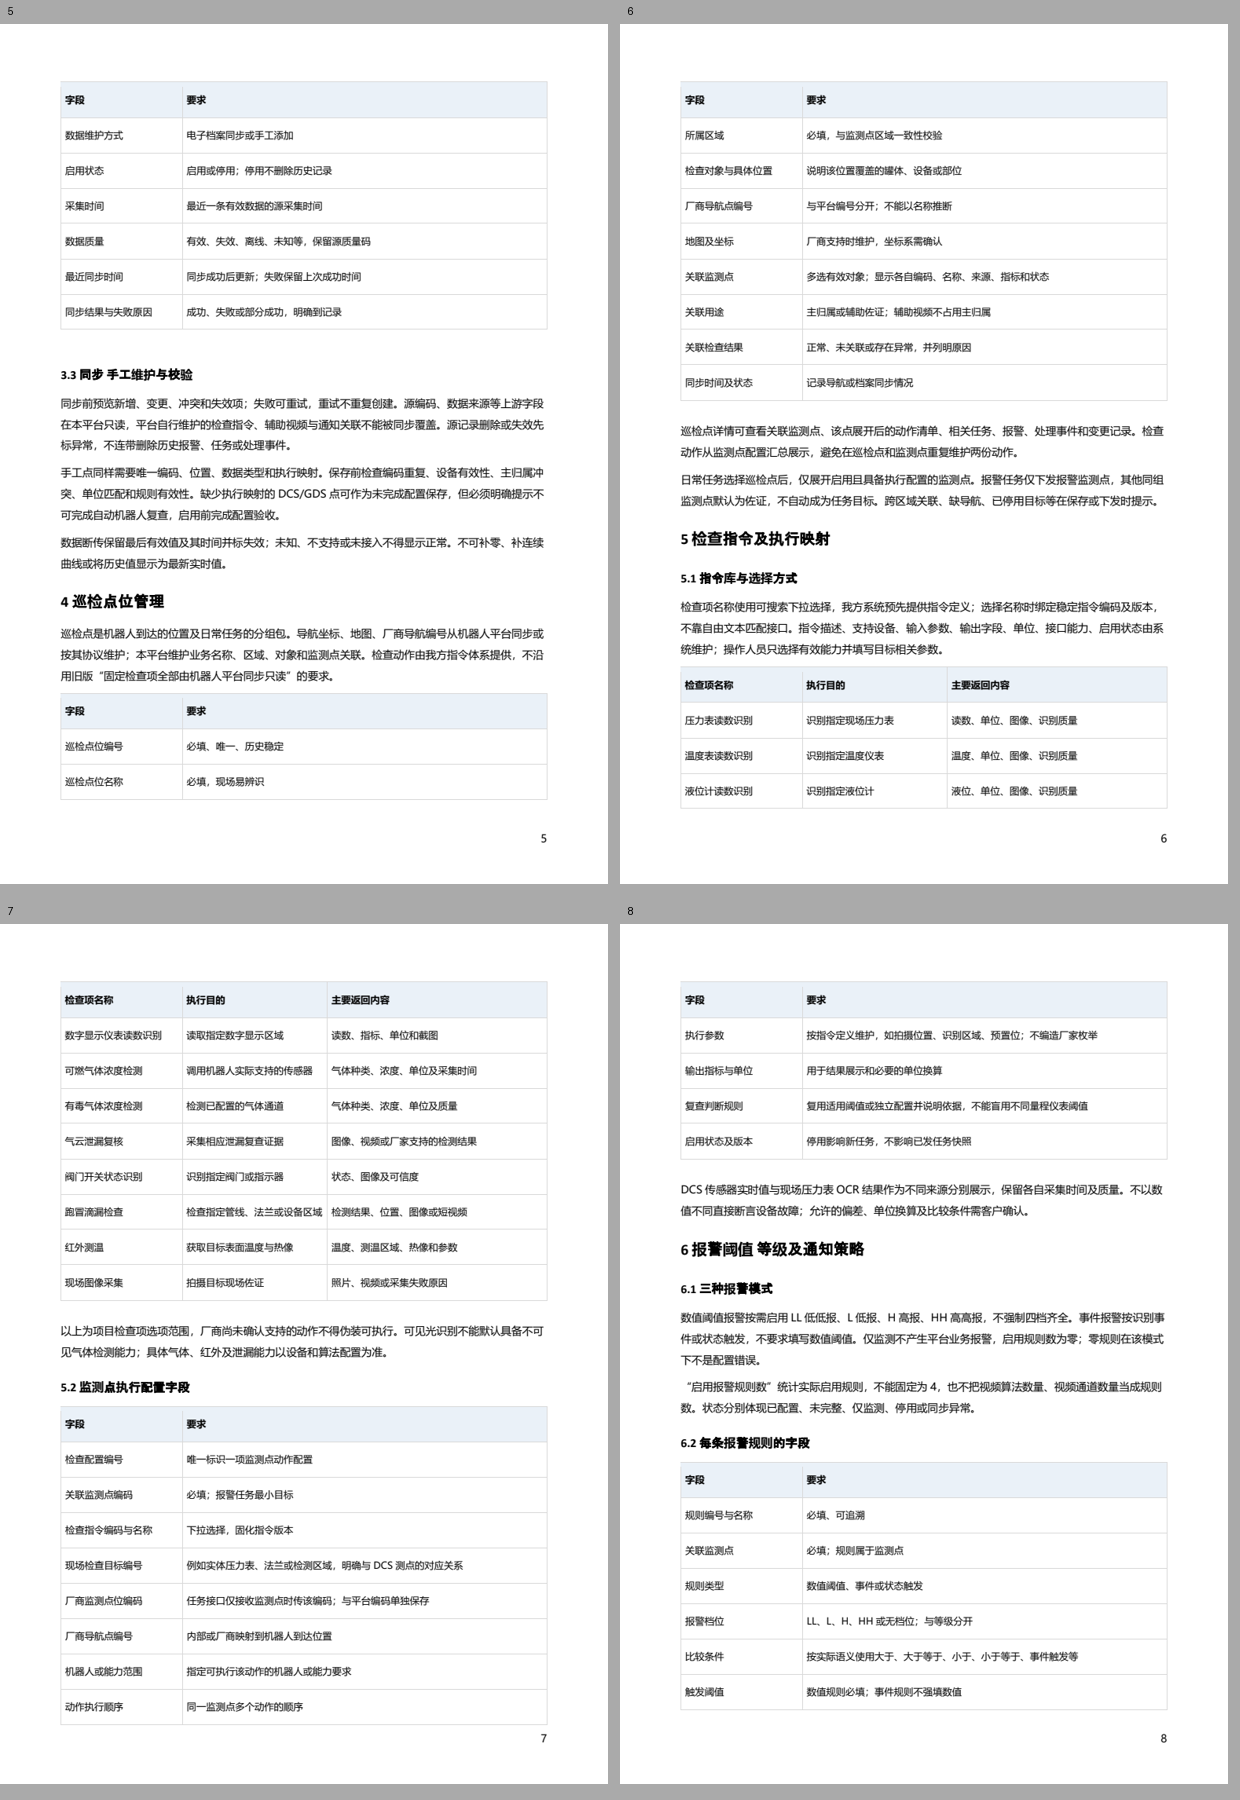 5
字段 要求
数据维护方式 电子档案同步或手工添加
启用状态 启用或停用；停用不删除历史记录
采集时间 最近一条有效数据的源采集时间
数据质量 有效、失效、离线、未知等，保留源质量码
最近同步时间 同步成功后更新；失败保留上次成功时间
同步结果与失败原因 成功、失败或部分成功，明确到记录
3.3 同步 手工维护与校验
同步前预览新增、变更、冲突和失效项；失败可重试，重试不重复创建。源编码、数据来源等上游字段
在本平台只读，平台自行维护的检查指令、辅助视频与通知关联不能被同步覆盖。源记录删除或失效先
标异常，不连带删除历史报警、任务或处理事件。
手工点同样需要唯一编码、位置、数据类型和执行映射。保存前检查编码重复、设备有效性、主归属冲
突、单位匹配和规则有效性。缺少执行映射的 DCS/GDS 点可作为未完成配置保存，但必须明确提示不
可完成自动机器人复查，启用前完成配置验收。
数据断传保留最后有效值及其时间并标失效；未知、不支持或未接入不得显示正常。不可补零、补连续
曲线或将历史值显示为最新实时值。
4 巡检点位管理
巡检点是机器人到达的位置及日常任务的分组包。导航坐标、地图、厂商导航编号从机器人平台同步或
按其协议维护；本平台维护业务名称、区域、对象和监测点关联。检查动作由我方指令体系提供，不沿
用旧版“固定检查项全部由机器人平台同步只读”的要求。
字段 要求
巡检点位编号 必填、唯一、历史稳定
巡检点位名称 必填，现场易辨识
5
6
字段 要求
所属区域 必填，与监测点区域一致性校验
检查对象与具体位置 说明该位置覆盖的罐体、设备或部位
厂商导航点编号 与平台编号分开；不能以名称推断
地图及坐标 厂商支持时维护，坐标系需确认
关联监测点 多选有效对象；显示各自编码、名称、来源、指标和状态
关联用途 主归属或辅助佐证；辅助视频不占用主归属
关联检查结果 正常、未关联或存在异常，并列明原因
同步时间及状态 记录导航或档案同步情况
巡检点详情可查看关联监测点、该点展开后的动作清单、相关任务、报警、处理事件和变更记录。检查
动作从监测点配置汇总展示，避免在巡检点和监测点重复维护两份动作。
日常任务选择巡检点后，仅展开启用且具备执行配置的监测点。报警任务仅下发报警监测点，其他同组
监测点默认为佐证，不自动成为任务目标。跨区域关联、缺导航、已停用目标等在保存或下发时提示。
5 检查指令及执行映射
5.1 指令库与选择方式
检查项名称使用可搜索下拉选择，我方系统预先提供指令定义；选择名称时绑定稳定指令编码及版本，
不靠自由文本匹配接口。指令描述、支持设备、输入参数、输出字段、单位、接口能力、启用状态由系
统维护；操作人员只选择有效能力并填写目标相关参数。
检查项名称 执行目的 主要返回内容
压力表读数识别 识别指定现场压力表 读数、单位、图像、识别质量
温度表读数识别 识别指定温度仪表 温度、单位、图像、识别质量
液位计读数识别 识别指定液位计 液位、单位、图像、识别质量
6
7
检查项名称 执行目的 主要返回内容
数字显示仪表读数识别 读取指定数字显示区域 读数、指标、单位和截图
可燃气体浓度检测 调用机器人实际支持的传感器 气体种类、浓度、单位及采集时间
有毒气体浓度检测 检测已配置的气体通道 气体种类、浓度、单位及质量
气云泄漏复核 采集相应泄漏复查证据 图像、视频或厂家支持的检测结果
阀门开关状态识别 识别指定阀门或指示器 状态、图像及可信度
跑冒滴漏检查 检查指定管线、法兰或设备区域 检测结果、位置、图像或短视频
红外测温 获取目标表面温度与热像 温度、测温区域、热像和参数
现场图像采集 拍摄目标现场佐证 照片、视频或采集失败原因
以上为项目检查项选项范围，厂商尚未确认支持的动作不得伪装可执行。可见光识别不能默认具备不可
见气体检测能力；具体气体、红外及泄漏能力以设备和算法配置为准。
5.2 监测点执行配置字段
字段 要求
检查配置编号 唯一标识一项监测点动作配置
关联监测点编码 必填；报警任务最小目标
检查指令编码与名称 下拉选择，固化指令版本
现场检查目标编号 例如实体压力表、法兰或检测区域，明确与 DCS 测点的对应关系
厂商监测点位编码 任务接口仅接收监测点时传该编码；与平台编码单独保存
厂商导航点编号 内部或厂商映射到机器人到达位置
机器人或能力范围 指定可执行该动作的机器人或能力要求
动作执行顺序 同一监测点多个动作的顺序
7
8
字段 要求
执行参数 按指令定义维护，如拍摄位置、识别区域、预置位；不编造厂家枚举
输出指标与单位 用于结果展示和必要的单位换算
复查判断规则 复用适用阈值或独立配置并说明依据，不能盲用不同量程仪表阈值
启用状态及版本 停用影响新任务，不影响已发任务快照
DCS 传感器实时值与现场压力表 OCR 结果作为不同来源分别展示，保留各自采集时间及质量。不以数
值不同直接断言设备故障；允许的偏差、单位换算及比较条件需客户确认。
6 报警阈值 等级及通知策略
6.1 三种报警模式
数值阈值报警按需启用 LL 低低报、L 低报、H 高报、HH 高高报，不强制四档齐全。事件报警按识别事
件或状态触发，不要求填写数值阈值。仅监测不产生平台业务报警，启用规则数为零；零规则在该模式
下不是配置错误。
“启用报警规则数”统计实际启用规则，不能固定为 4，也不把视频算法数量、视频通道数量当成规则
数。状态分别体现已配置、未完整、仅监测、停用或同步异常。
6.2 每条报警规则的字段
字段 要求
规则编号与名称 必填、可追溯
关联监测点 必填；规则属于监测点
规则类型 数值阈值、事件或状态触发
报警档位 LL、L、H、HH 或无档位；与等级分开
比较条件 按实际语义使用大于、大于等于、小于、小于等于、事件触发等
触发阈值 数值规则必填；事件规则不强填数值
8